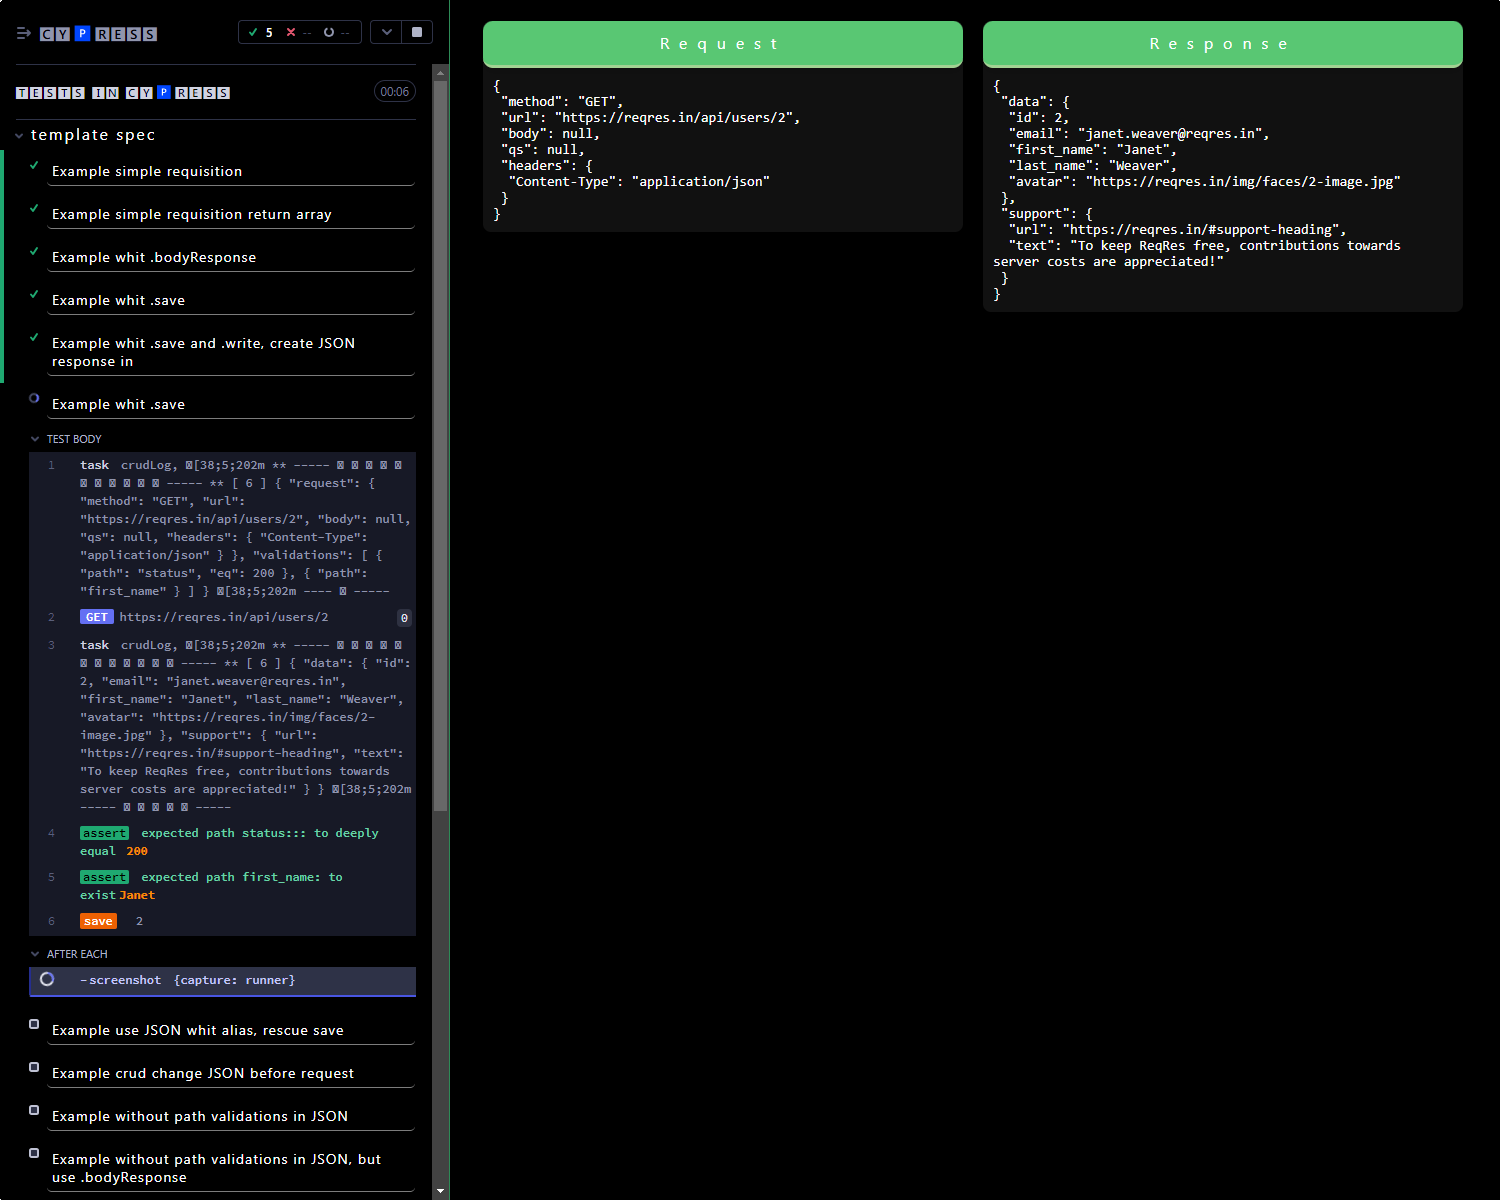 CYPRESS
5 -- --
TESTS IN CYPRESS
00:06
template spec
Example simple requisition
Example simple requisition return array
Example whit .bodyResponse
Example whit .save
Example whit .save and .write, create JSON
response in
Example whit .save
TEST BODY
1 task crudLog, [38;5;202m ** -----
----- ** [ 6 ] { "request": {
"method": "GET", "url":
"https://reqres.in/api/users/2", "body": null,
"qs": null, "headers": { "Content-Type":
"application/json" } }, "validations": [ {
"path": "status", "eq": 200 }, { "path":
"first_name" } ] } [38;5;202m ---- -----
2 GET https://reqres.in/api/users/2 0
3 task crudLog, [38;5;202m ** -----
----- ** [ 6 ] { "data": { "id":
2, "email": "janet.weaver@reqres.in",
"first_name": "Janet", "last_name": "Weaver",
"avatar": "https://reqres.in/img/faces/2-
image.jpg" }, "support": { "url":
"https://reqres.in/#support-heading", "text":
"To keep ReqRes free, contributions towards
server costs are appreciated!" } } [38;5;202m
----- -----
4 assert expected path status::: to deeply
equal 200
5 assert expected path first_name: to
exist Janet
6 save 2
AFTER EACH
-screenshot {capture: runner}
Example use JSON whit alias, rescue save
Example crud change JSON before request
Example without path validations in JSON
Example without path validations in JSON, but
use .bodyResponse
Request
{
"method": "GET",
"url": "https://reqres.in/api/users/2",
"body": null,
"qs": null,
"headers": {
"Content-Type": "application/json"
}
}
Response
{
"data": {
"id": 2,
"email": "janet.weaver@reqres.in",
"first_name": "Janet",
"last_name": "Weaver",
"avatar": "https://reqres.in/img/faces/2-image.jpg"
},
"support": {
"url": "https://reqres.in/#support-heading",
"text": "To keep ReqRes free, contributions towards
server costs are appreciated!"
}
}